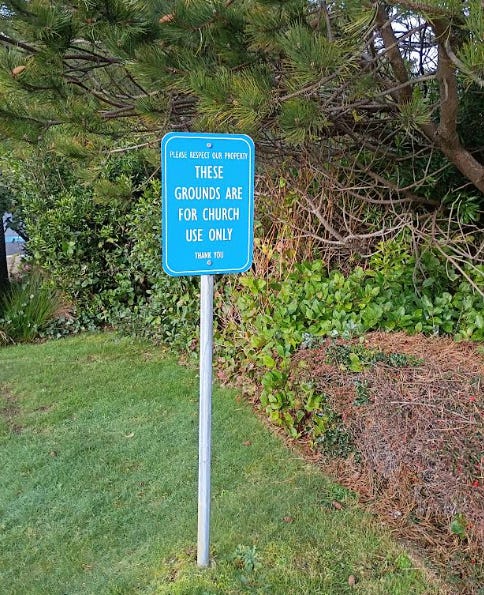 PLEASE RESPECT OUR PROPERTY
THESE
GROUNDS ARE
FOR CHURCH
USE ONLY
THANK YOU